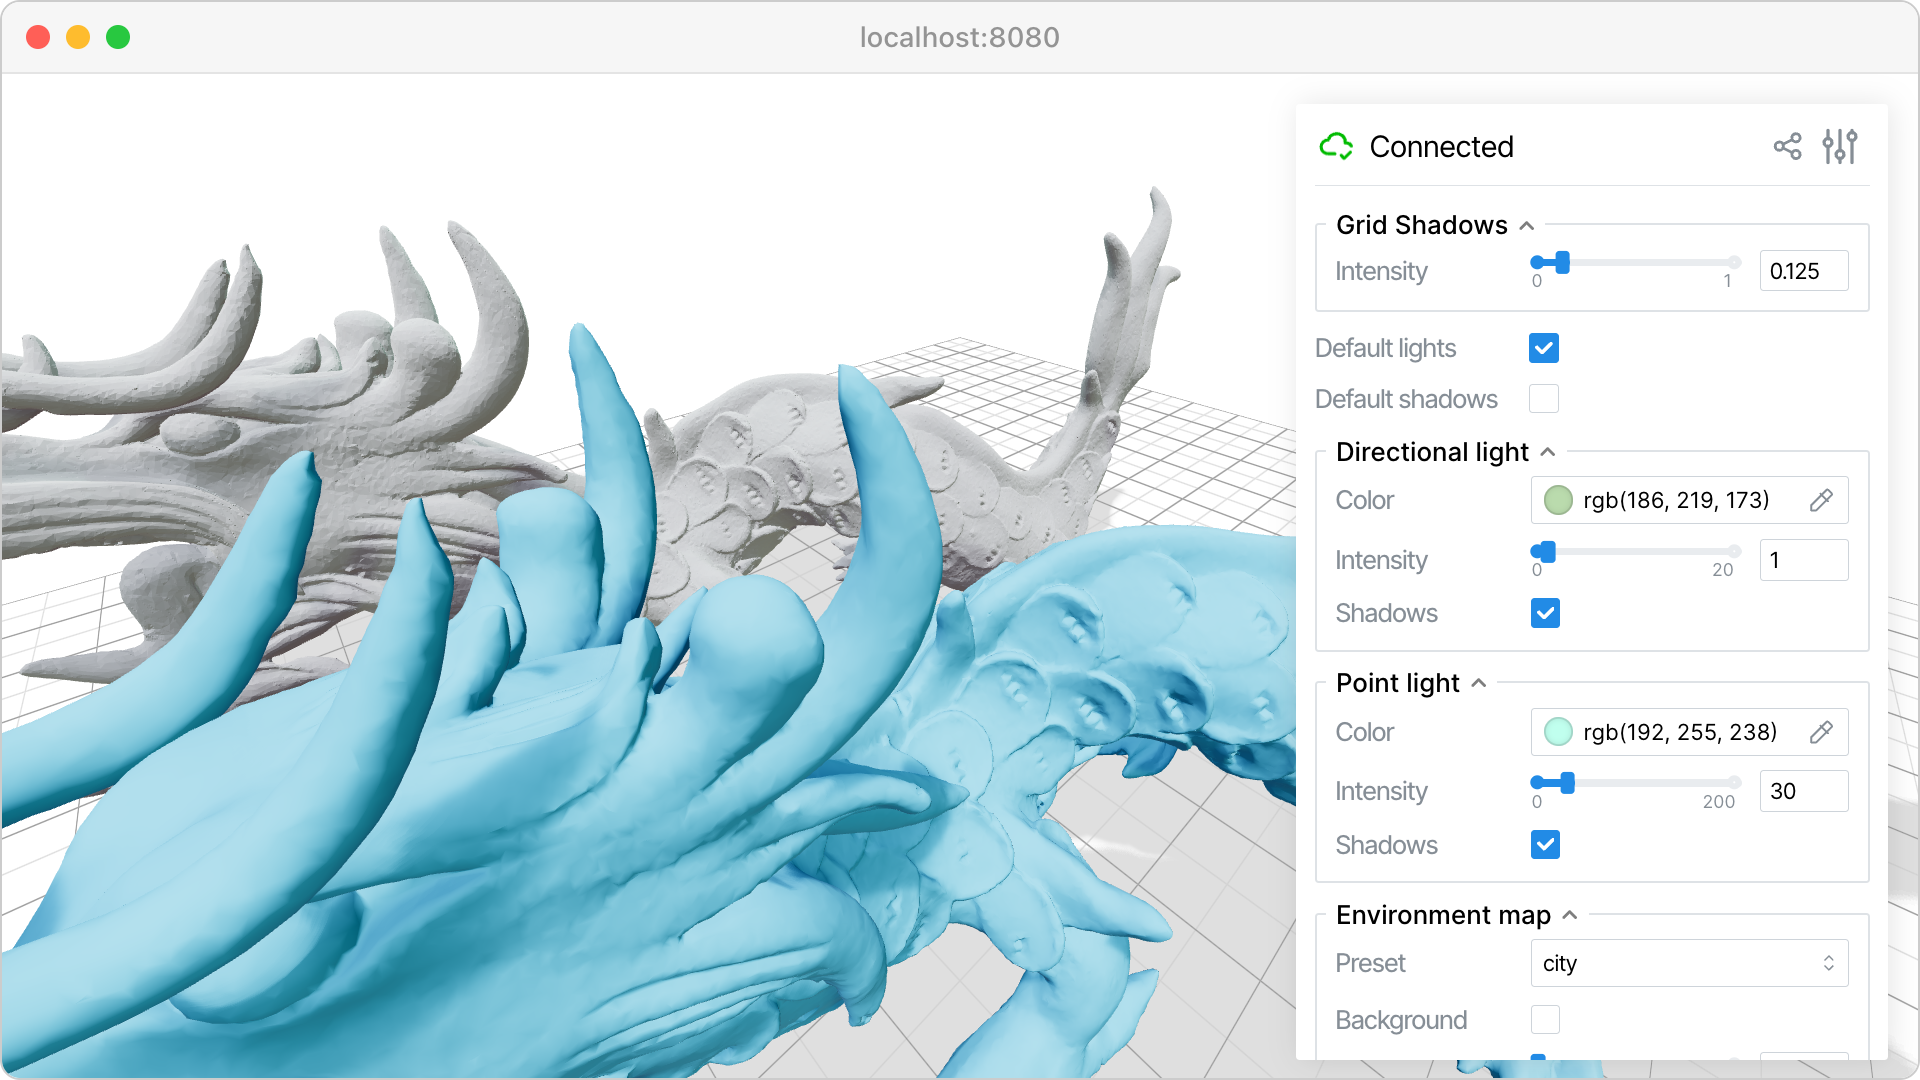 localhost:8080
Connected
Grid Shadows
Intensity
0
1
0.125
Default lights
Default shadows
Directional light
Color
rgb(186, 219, 173)
Intensity
0
20
1
Shadows
Point light
Color
rgb(192, 255, 238)
Intensity
0
200
30
Shadows
Environment map
Preset
city
Background